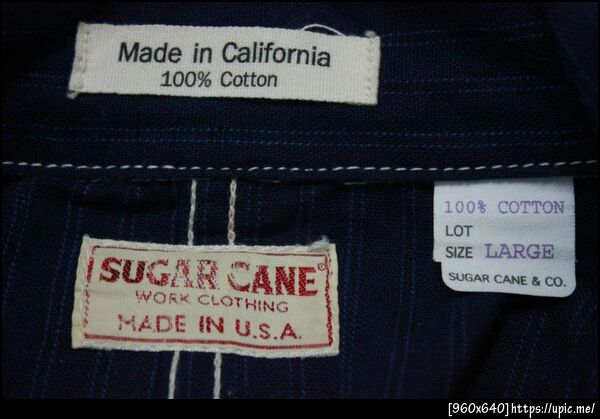 Made in California
100% Cotton
SUGAR CANE®
WORK CLOTHING
MADE IN U.S.A.
100% COTTON
LOT
SIZE LARGE
SUGAR CANE & CO.
[960x640]https://upic.me/